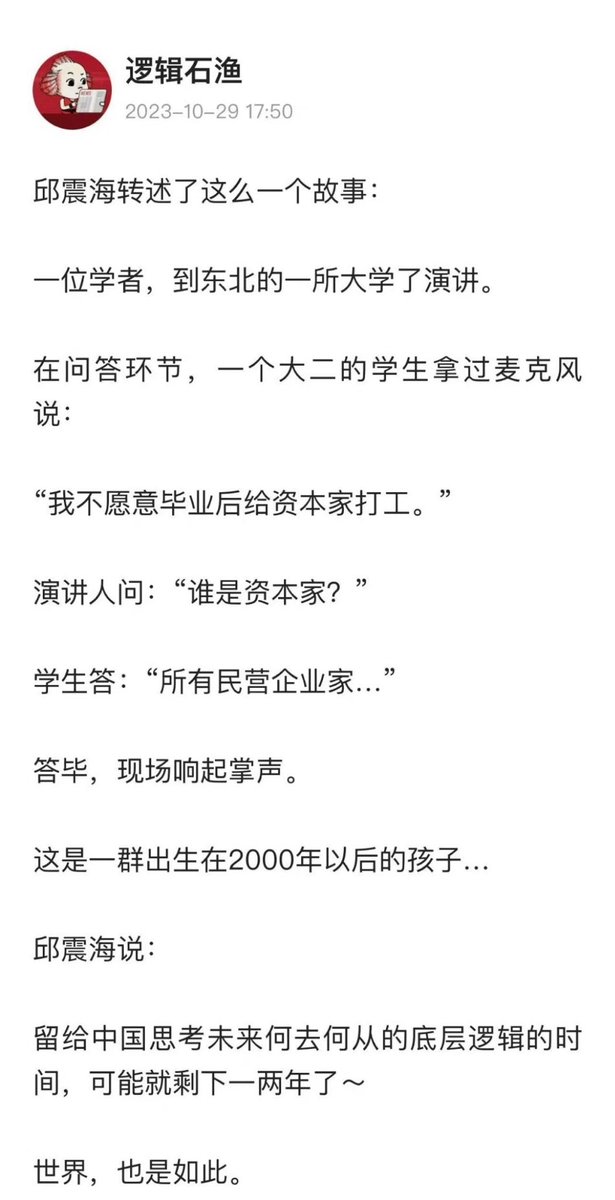 逻辑石渔
2023-10-29 17:50
邱震海转述了这么一个故事：
一位学者，到东北的一所大学了演讲。
在问答环节，一个大二的学生拿过麦克风
说：
“我不愿意毕业后给资本家打工。”
演讲人问：“谁是资本家？”
学生答：“所有民营企业家...”
答毕，现场响起掌声。
这是一群出生在2000年以后的孩子...
邱震海说：
留给中国思考未来何去何从的底层逻辑的时
间，可能就剩下一两年了～
世界，也是如此。